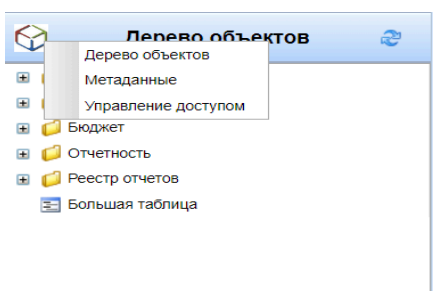 Дерево объектов
Дерево объектов
Метаданные
Управление доступом
Бюджет
Отчетность
Реестр отчетов
Большая таблица